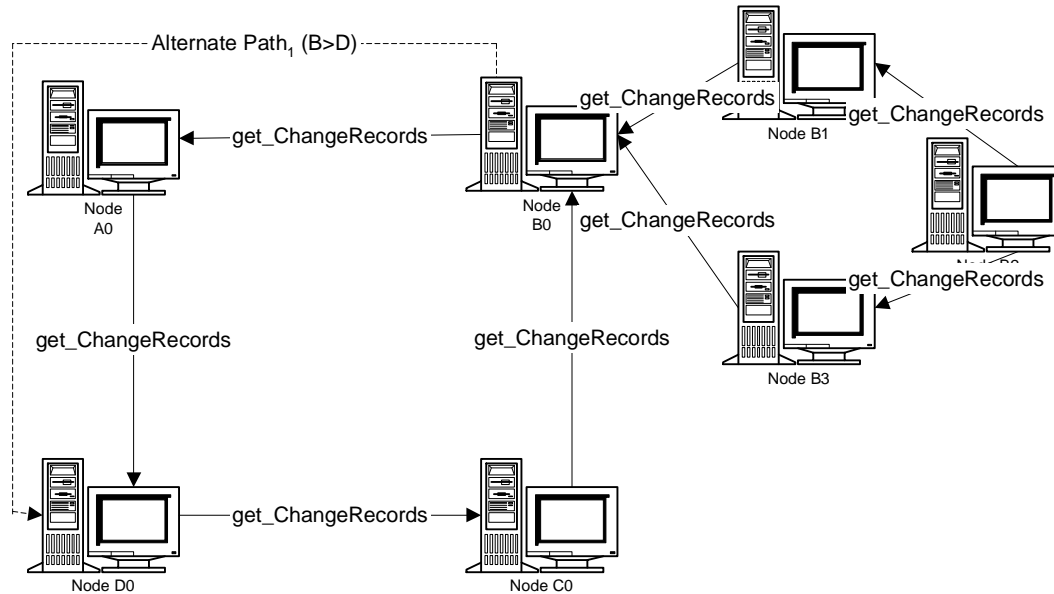 Alternate Path1 (B>D)
get_ChangeRecords
get_ChangeRecords
get_ChangeRecords
Node B1
Node
A0
Node
B0
get_ChangeRecords
get_ChangeRecords
get_ChangeRecords
get_ChangeRecords
Node B3
get_ChangeRecords
Node D0
Node C0